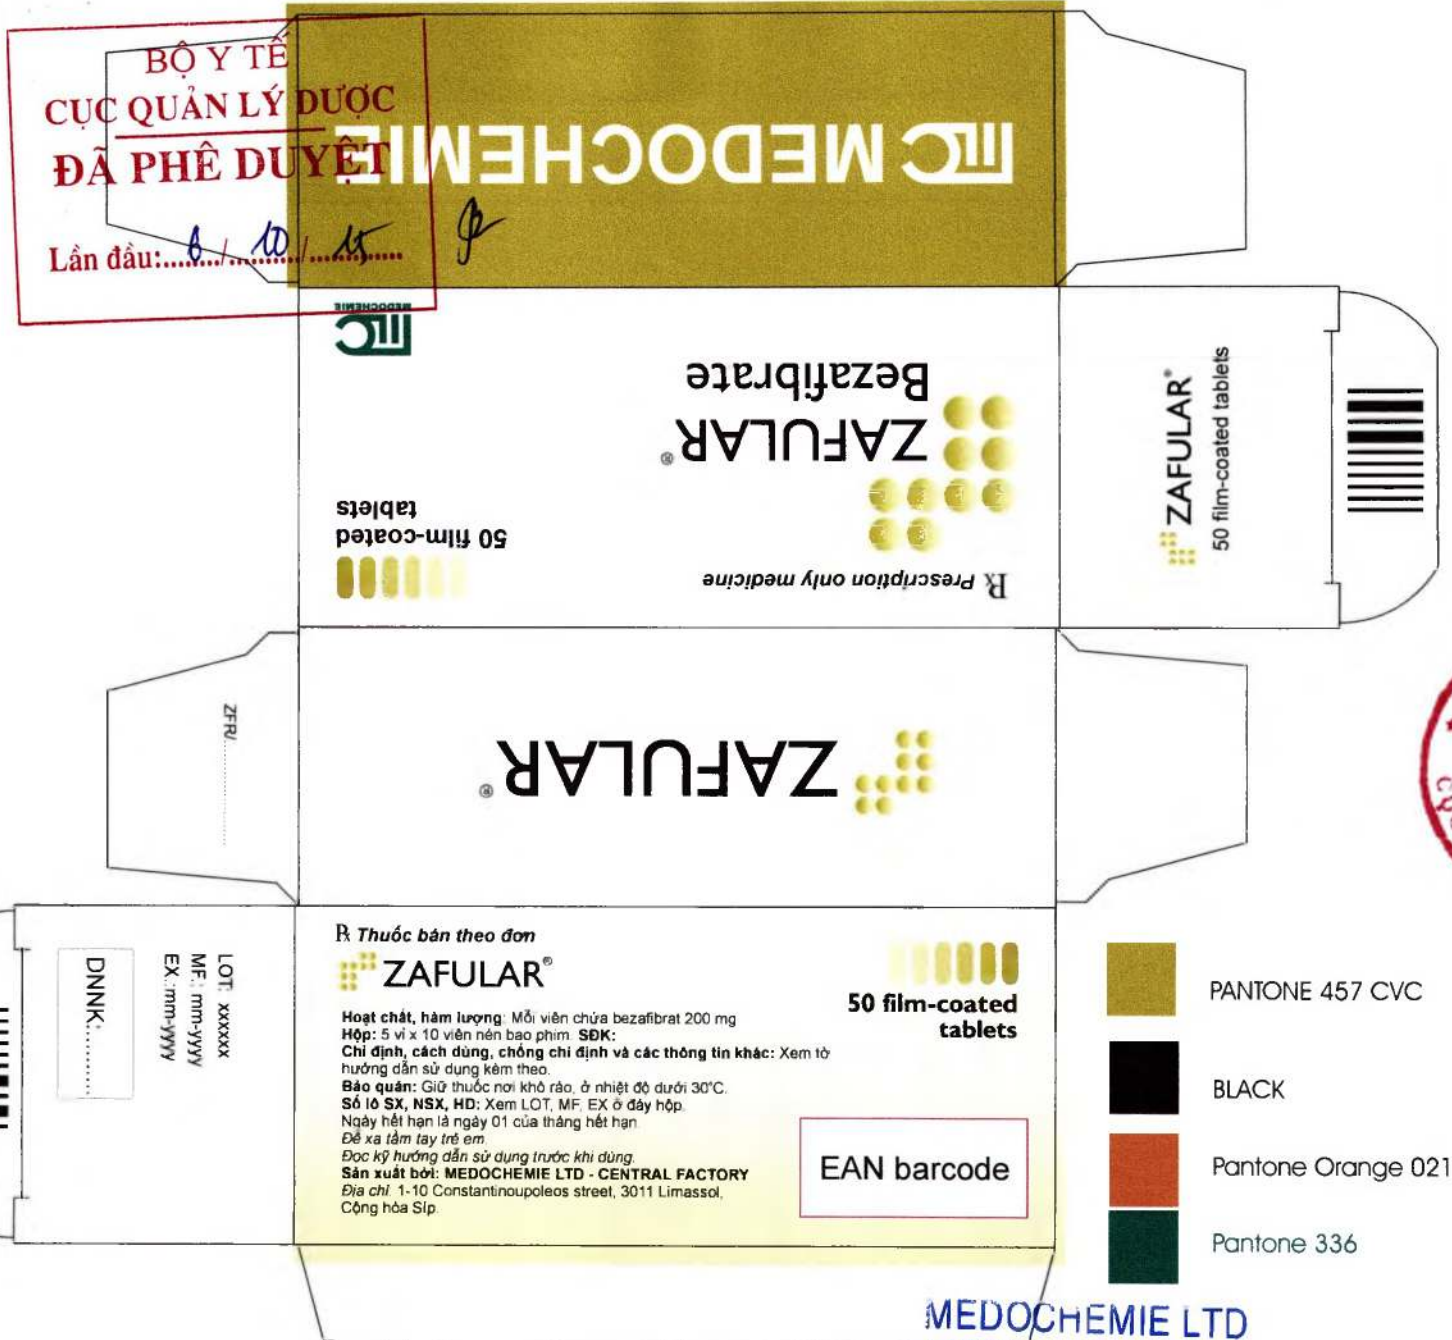 BỘ Y TẾ
CỤC QUẢN LÝ DƯỢC
ĐÃ PHÊ DUYỆT
Lần đầu:....../....10..../....15....
MEDOCHEMIE
MEDOCHEMIE
Bezafibrate
ZAFULAR®
50 film-coated
tablets
℞ Prescription only medicine
ZAFULAR®
50 film-coated tablets
ZFR/....................
ZAFULAR®
LOT: xxxxxx
MF.: mm-yyyy
EX.:mm-yyyy
DNNK:..........
℞ Thuốc bán theo đơn
ZAFULAR®
50 film-coated
tablets
Hoạt chất, hàm lượng: Mỗi viên chứa bezafibrat 200 mg
Hộp: 5 vỉ x 10 viên nén bao phim. SĐK:
Chỉ định, cách dùng, chống chỉ định và các thông tin khác: Xem tờ
hướng dẫn sử dụng kèm theo.
Bảo quản: Giữ thuốc nơi khô ráo, ở nhiệt độ dưới 30°C.
Số lô SX, NSX, HD: Xem LOT, MF, EX ở đáy hộp.
Ngày hết hạn là ngày 01 của tháng hết hạn
Để xa tầm tay trẻ em.
Đọc kỹ hướng dẫn sử dụng trước khi dùng.
Sản xuất bởi: MEDOCHEMIE LTD - CENTRAL FACTORY
Địa chỉ: 1-10 Constantinoupoleos street, 3011 Limassol,
Cộng hòa Síp.
EAN barcode
PANTONE 457 CVC
BLACK
Pantone Orange 021
Pantone 336
MEDOCHEMIE LTD